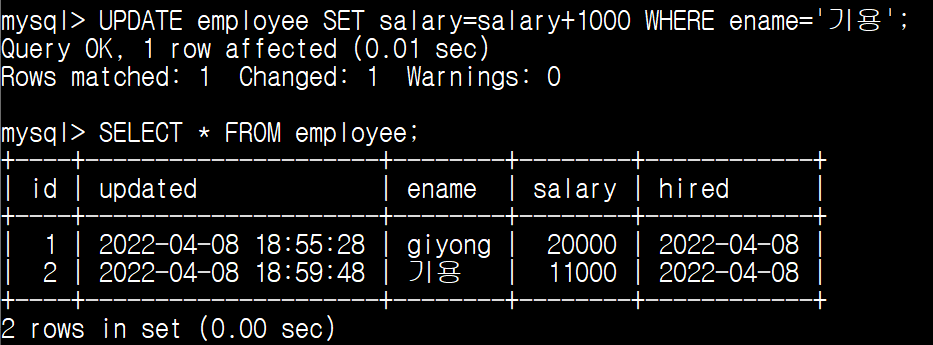 mysql> UPDATE employee SET salary=salary+1000 WHERE ename='기용';
Query OK, 1 row affected (0.01 sec)
Rows matched: 1  Changed: 1  Warnings: 0
mysql> SELECT * FROM employee;
+----+---------------------+--------+--------+------------+
| id | updated             | ename  | salary | hired      |
+----+---------------------+--------+--------+------------+
|  1 | 2022-04-08 18:55:28 | giyong |  20000 | 2022-04-08 |
|  2 | 2022-04-08 18:59:48 | 기용   |  11000 | 2022-04-08 |
+----+---------------------+--------+--------+------------+
2 rows in set (0.00 sec)